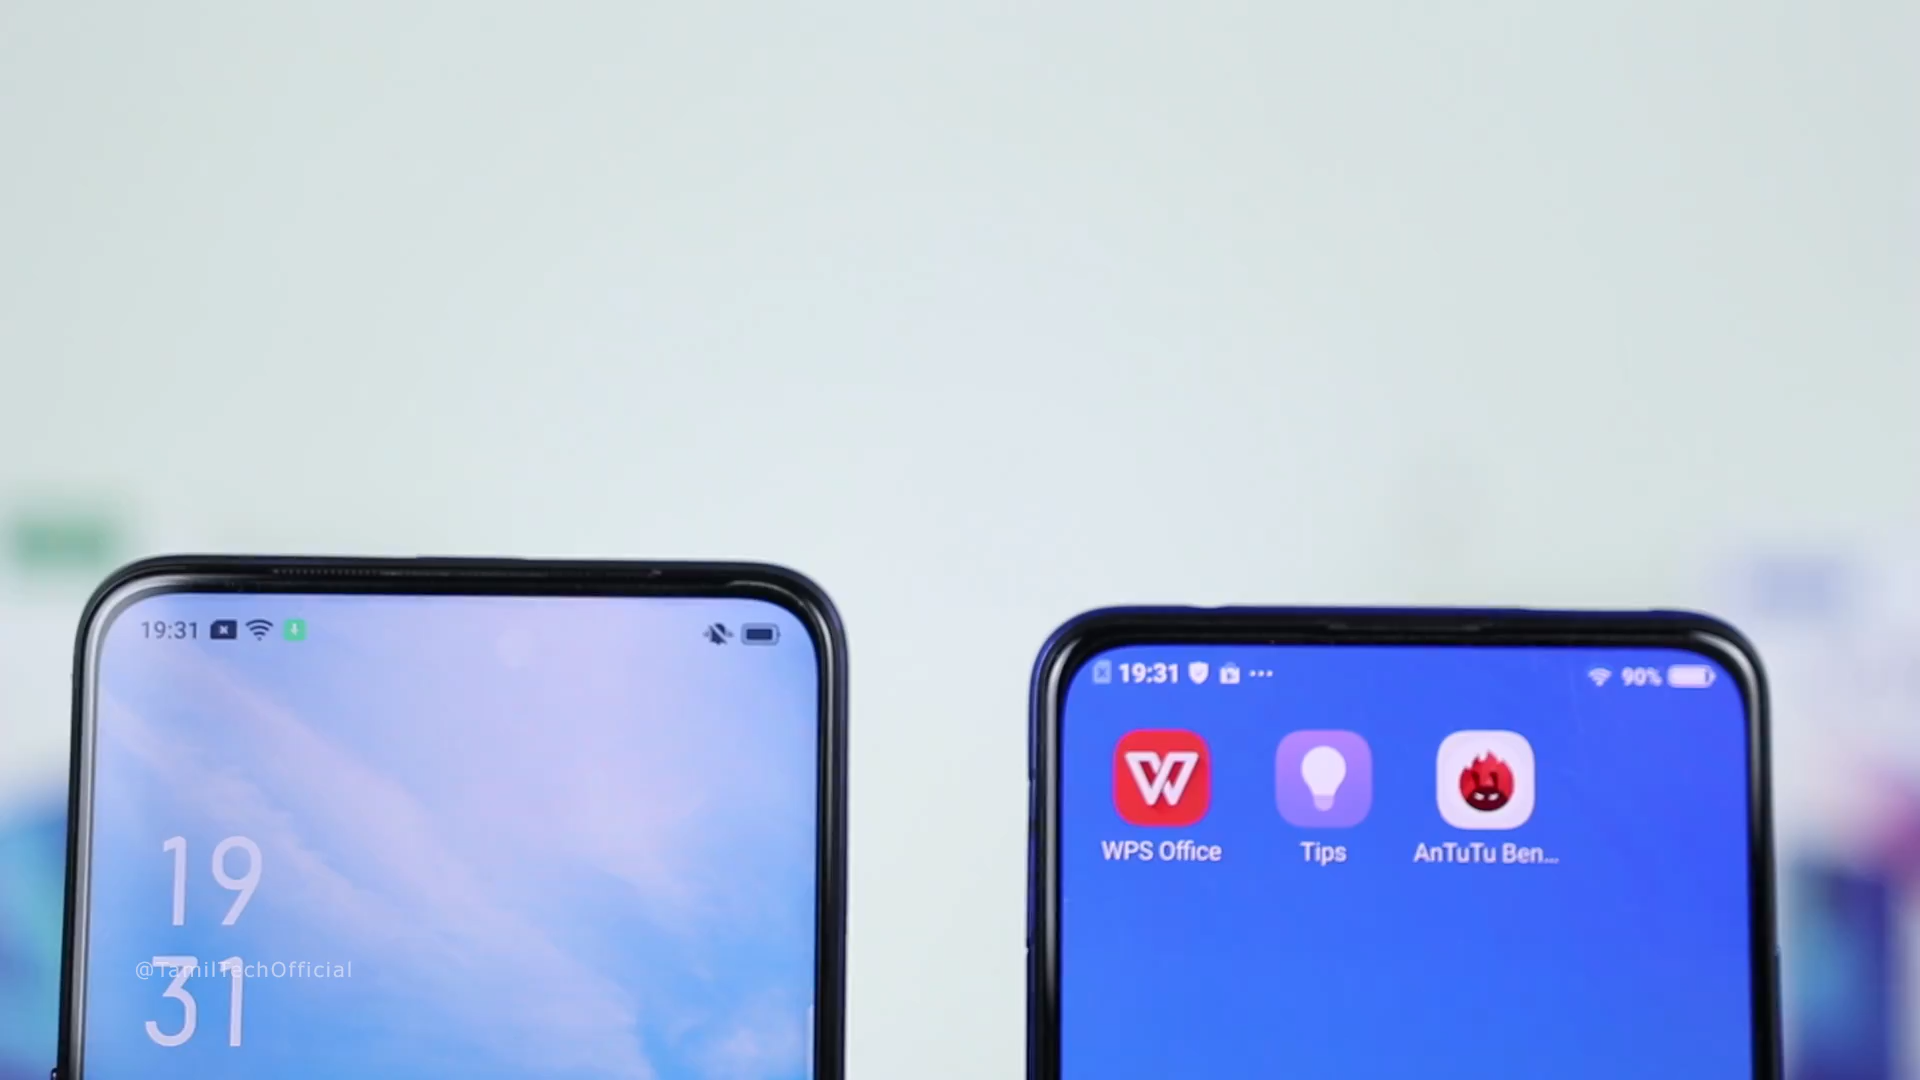 19:31
19:31
90%
WPS Office
Tips
AnTuTu Ben...
19
31
@TamilTechOfficial